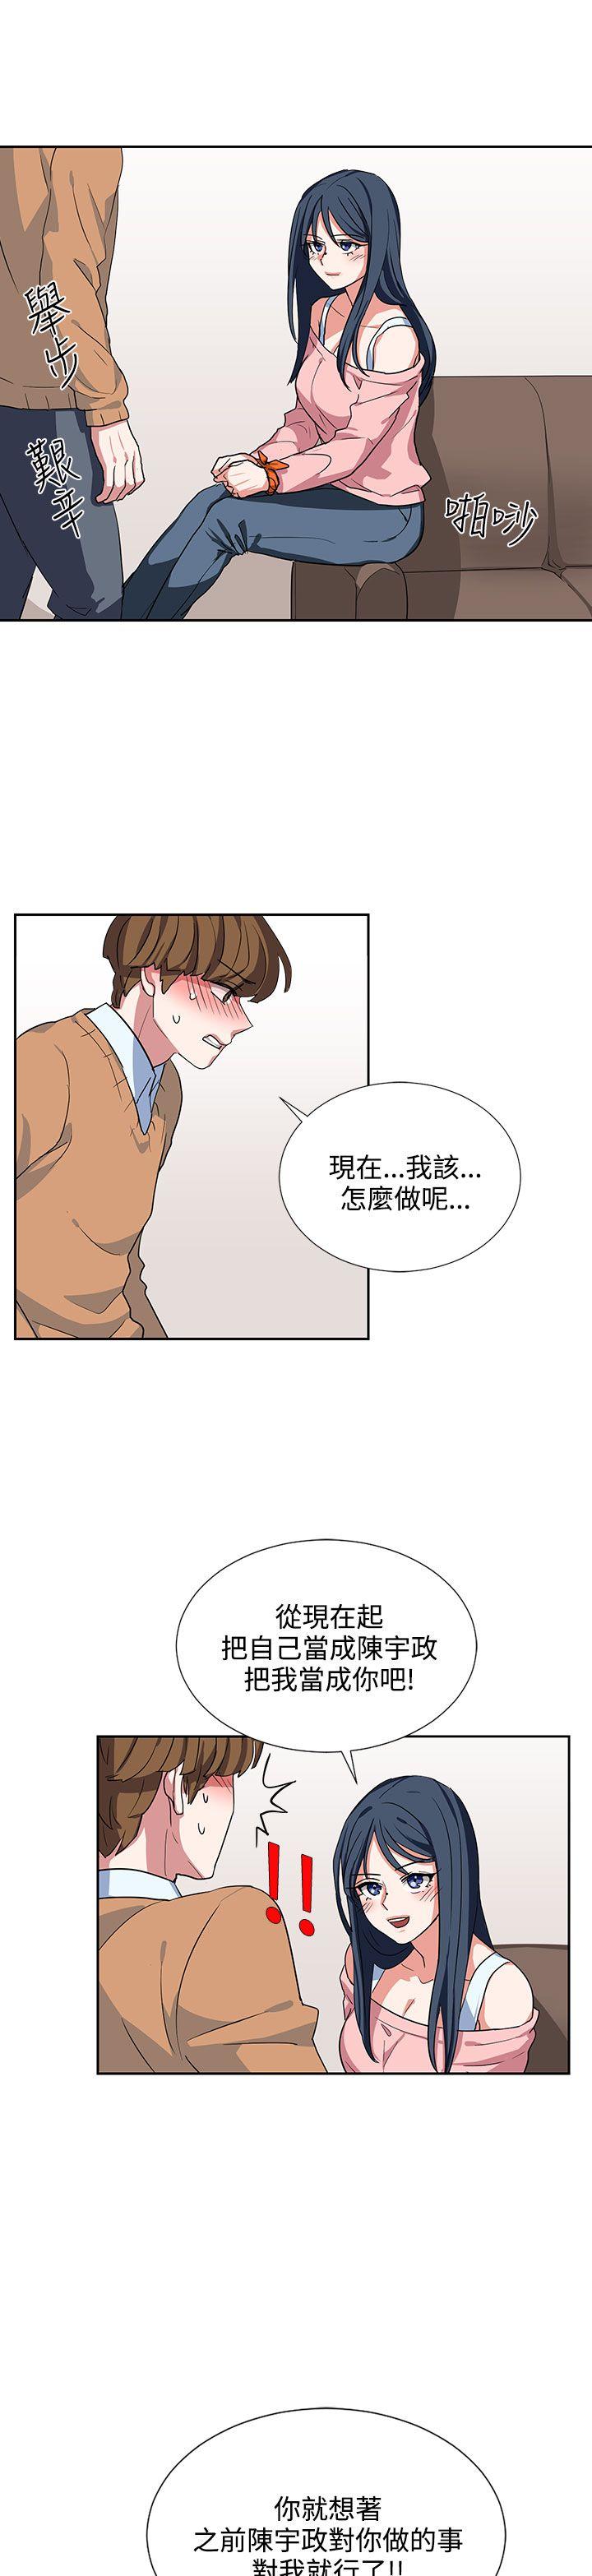 舉步
艱辛
啪唦
現在...我該...
怎麼做呢...
從現在起
把自己當成陳宇政
把我當成你吧!
!!
你就想著
之前陳宇政對你做的事
對我就行了!!